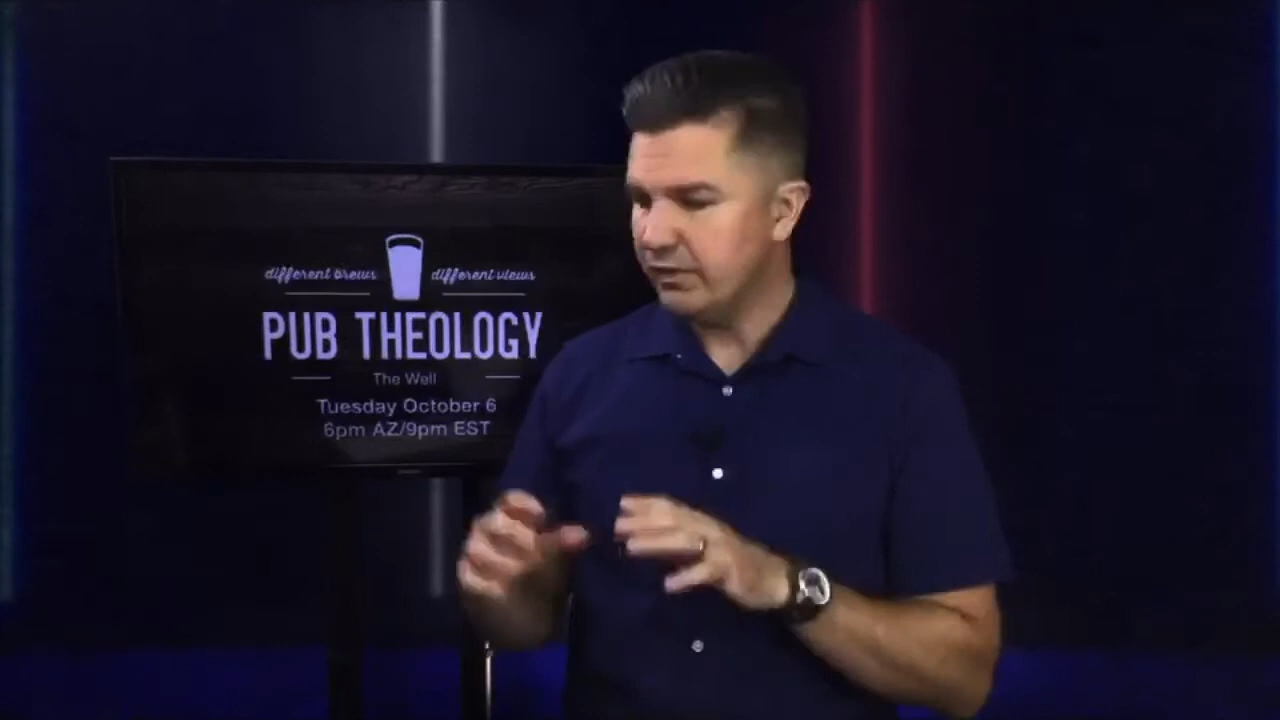 different brews different views
PUB THEOLOGY
The Well
Tuesday October 6
6pm AZ/9pm EST